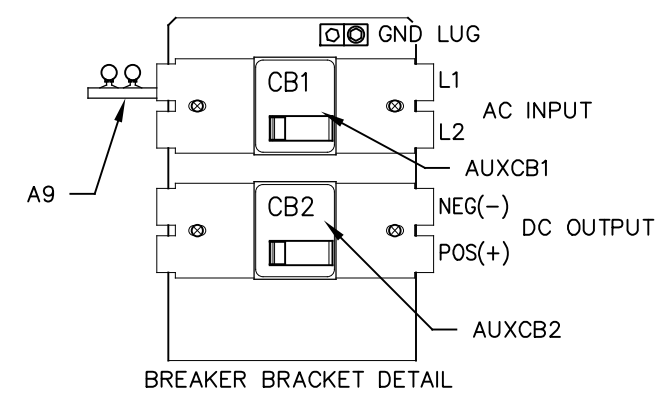 GND LUG
CB1
L1
AC INPUT
L2
AUXCB1
A9
CB2
NEG(-)
DC OUTPUT
POS(+)
AUXCB2
BREAKER BRACKET DETAIL